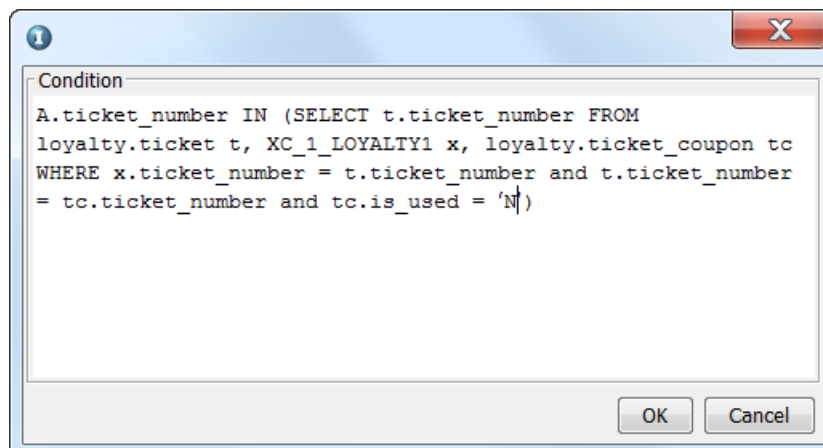 Condition
A.ticket_number IN (SELECT t.ticket_number FROM
loyalty.ticket t, XC_1_LOYALTY1 x, loyalty.ticket_coupon tc
WHERE x.ticket_number = t.ticket_number and t.ticket_number
= tc.ticket_number and tc.is_used = 'N')
OK
Cancel